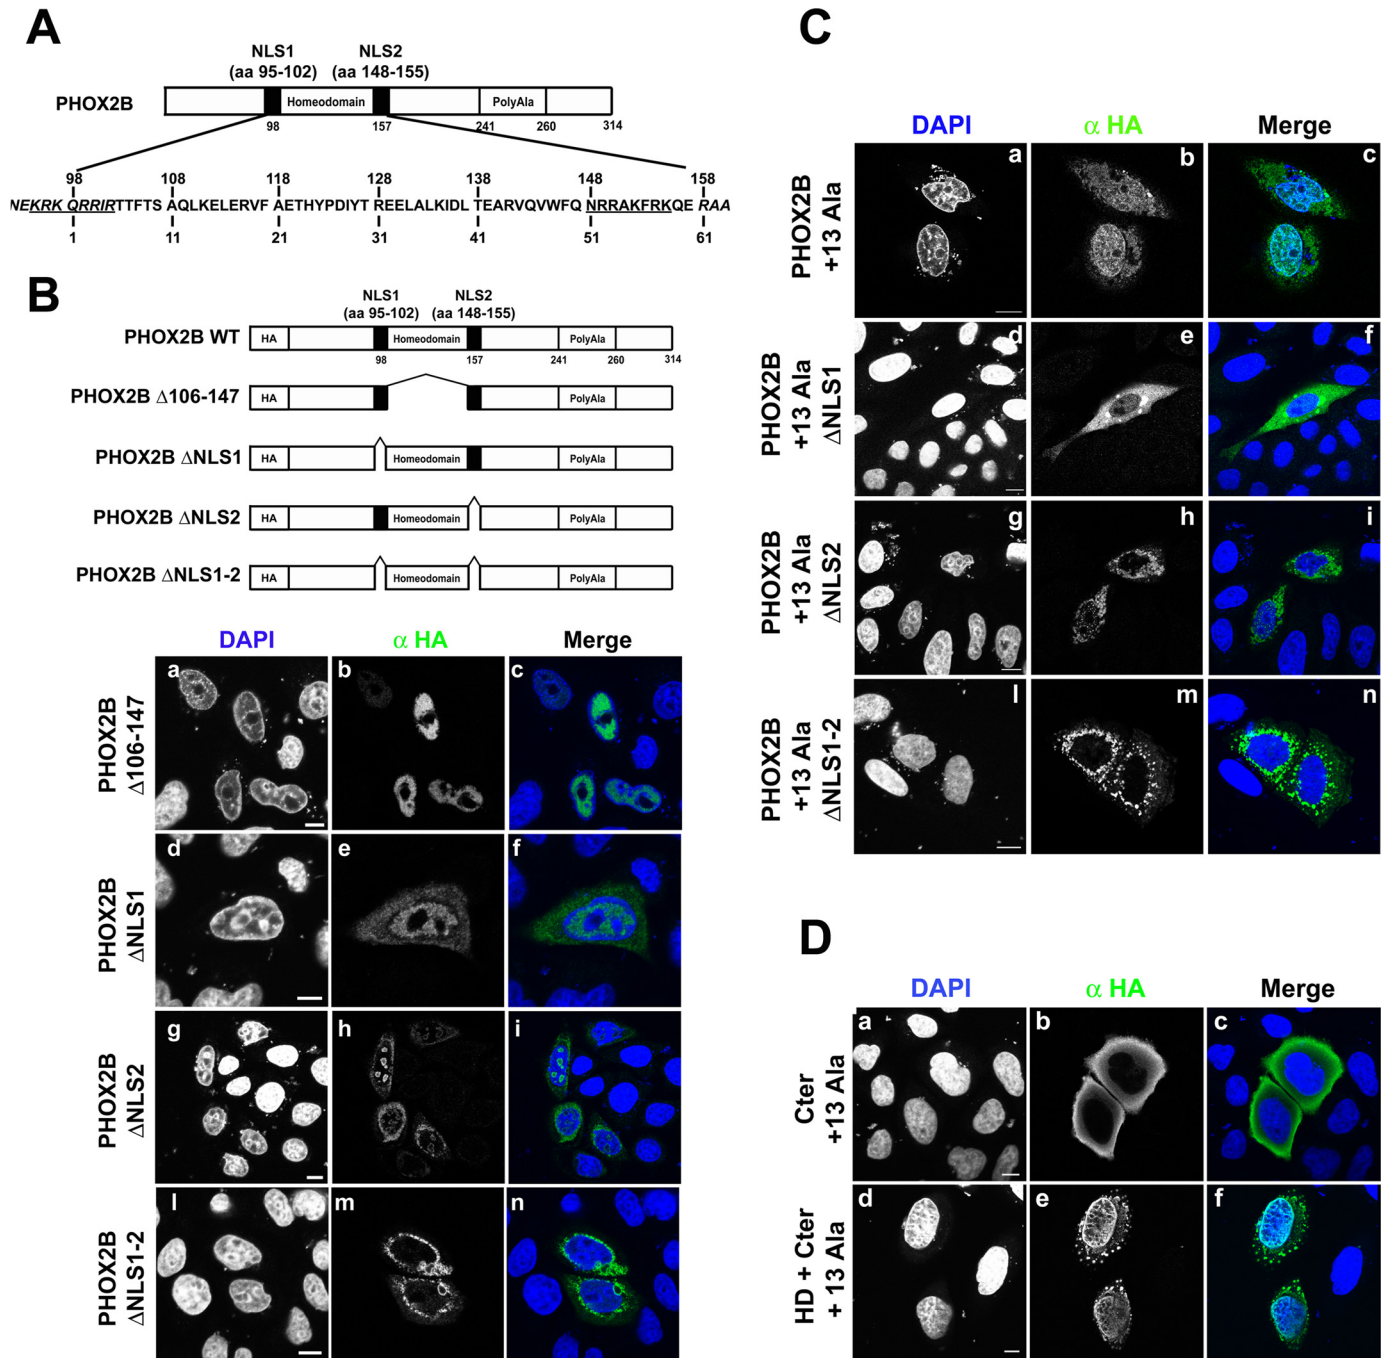 A
NLS1 NLS2
(aa 95-102) (aa 148-155)
PHOX2B Homeodomain PolyAla
98 157 241 260 314
98 108 118 128 138 148 158
NEKRK QRRIRTTFTS AQLKELERVF AETHYPDIYT REELALKIDL TEARVQVWFQ NRRAKFRKQE RAA
1 11 21 31 41 51 61
B
NLS1 NLS2
(aa 95-102) (aa 148-155)
PHOX2B WT HA Homeodomain PolyAla
98 157 241 260 314
PHOX2B Δ106-147 HA PolyAla
PHOX2B ΔNLS1 HA Homeodomain PolyAla
PHOX2B ΔNLS2 HA Homeodomain PolyAla
PHOX2B ΔNLS1-2 HA Homeodomain PolyAla
DAPI α HA Merge
PHOX2B
Δ106-147
a b c
PHOX2B
ΔNLS1
d e f
PHOX2B
ΔNLS2
g h i
PHOX2B
ΔNLS1-2
l m n
C
DAPI α HA Merge
PHOX2B
+13 Ala
a b c
PHOX2B
+13 Ala
ΔNLS1
d e f
PHOX2B
+13 Ala
ΔNLS2
g h i
PHOX2B
+13 Ala
ΔNLS1-2
l m n
D
DAPI α HA Merge
Cter
+13 Ala
a b c
HD + Cter
+ 13 Ala
d e f